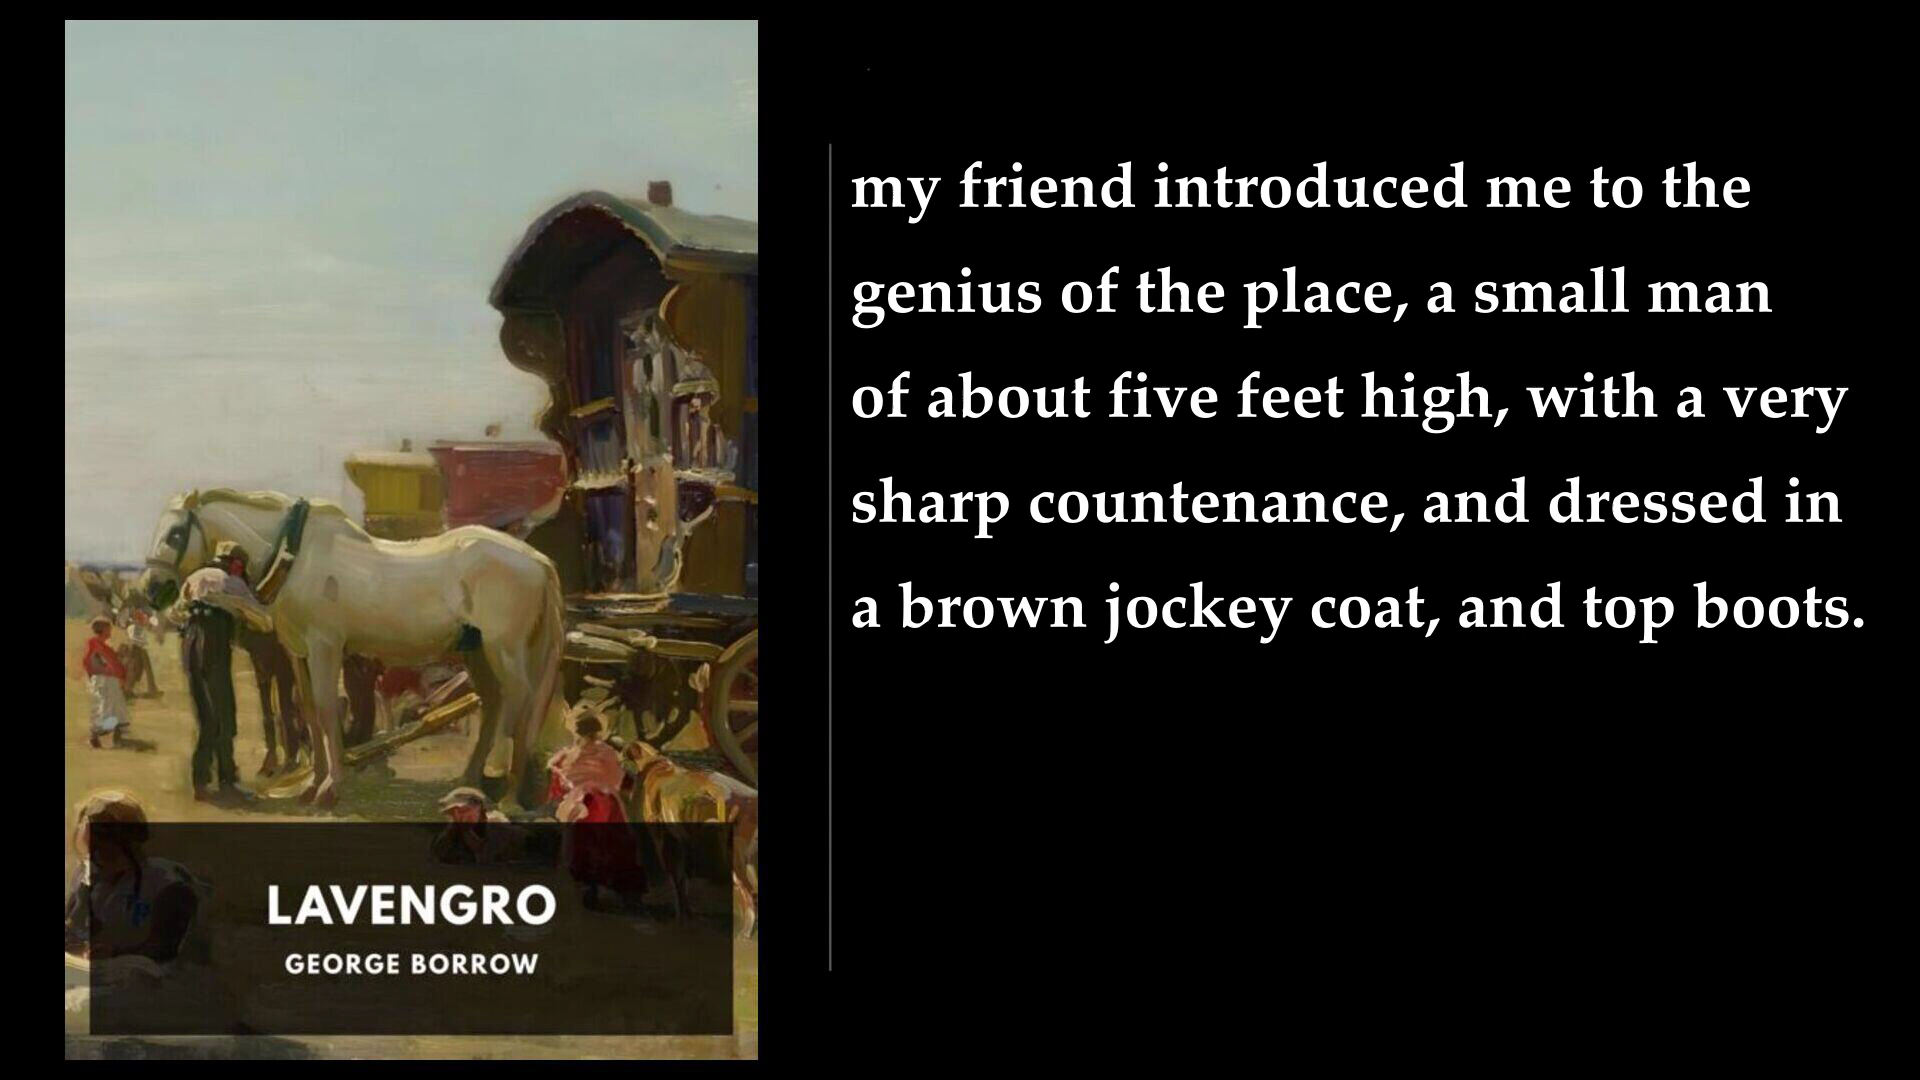 my friend introduced me to the
genius of the place, a small man
of about five feet high, with a very
sharp countenance, and dressed in
a brown jockey coat, and top boots.
LAVENGRO
GEORGE BORROW